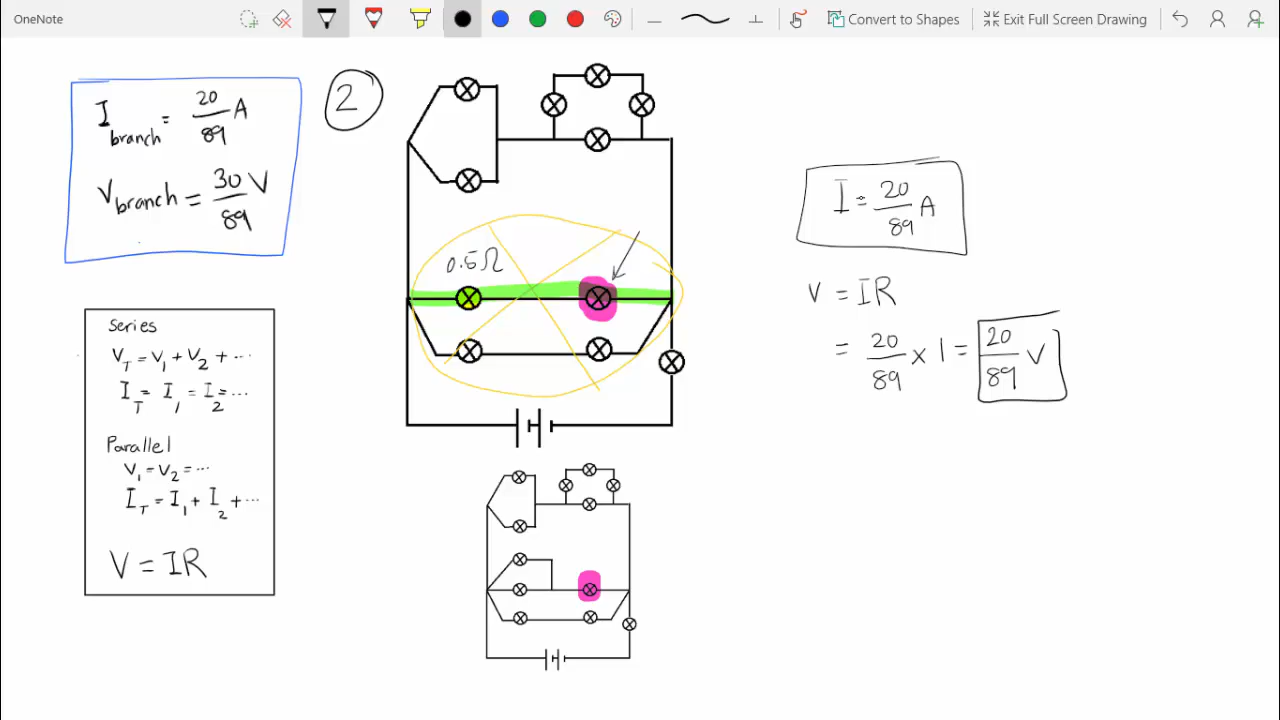 OneNote
Convert to Shapes
Exit Full Screen Drawing
I branch = 20/89 A
V branch = 30/89 V
2
0.5Ω
Series
V_T = V_1 + V_2 + ...
I_T = I_1 = I_2 = ...
Parallel
V_1 = V_2 = ...
I_T = I_1 + I_2 + ...
V = IR
I = 20/89 A
V = IR
= 20/89 × 1 = 20/89 V